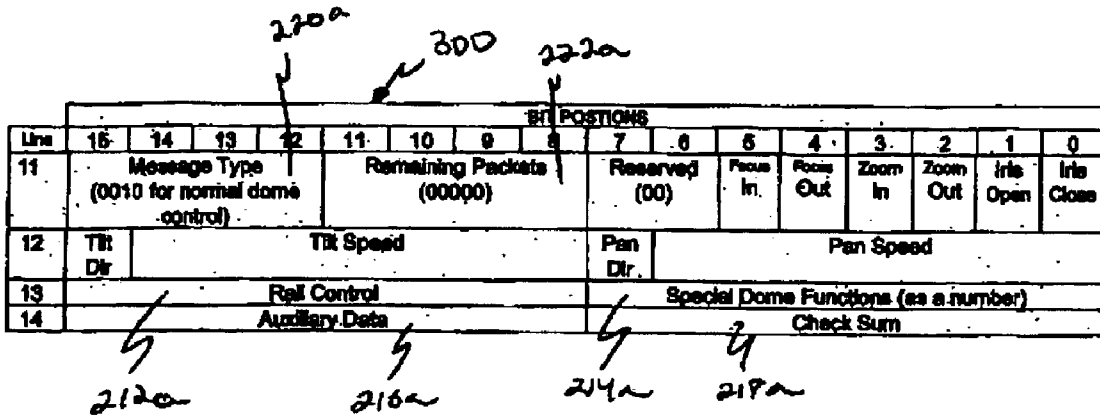 220a
300
222a
BIT POSTIONS
Line 15 14 13 12 11 10 9 8 7 6 5 4 3 2 1 0
11 Message Type (0010 for normal dome control) Remaining Packets (00000) Reserved (00) Focus In Focus Out Zoom In Zoom Out Iris Open Iris Close
12 Tilt Dir Tilt Speed Pan Dir Pan Speed
13 Rail Control Special Dome Functions (as a number)
14 Auxiliary Data Check Sum
212a 216a 214a 218a